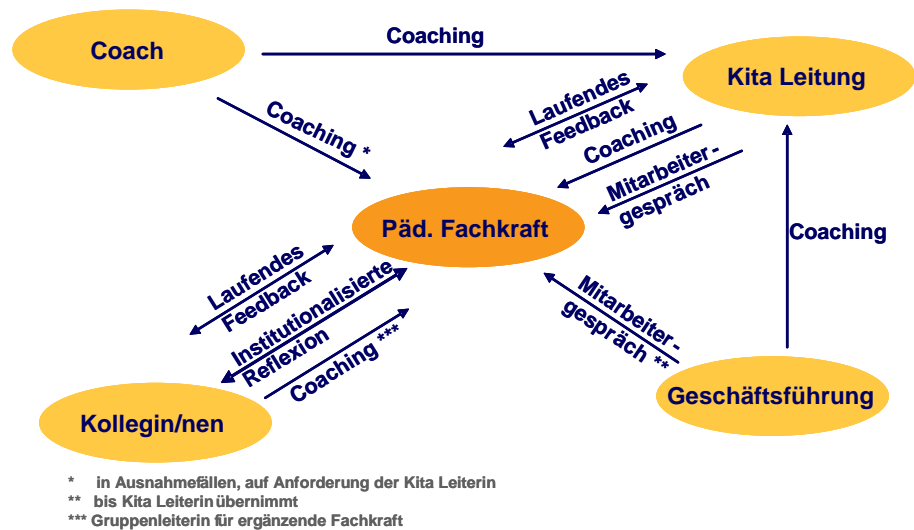 Coaching
Coach
Kita Leitung
Laufendes
Feedback
Coaching *
Coaching
Mitarbeiter-
gespräch
Päd. Fachkraft
Coaching
Laufendes
Feedback
Institutionalisierte
Reflexion
Coaching ***
Mitarbeiter-
gespräch **
Geschäftsführung
Kollegin/nen
* in Ausnahmefällen, auf Anforderung der Kita Leiterin
** bis Kita Leiterin übernimmt
*** Gruppenleiterin für ergänzende Fachkraft